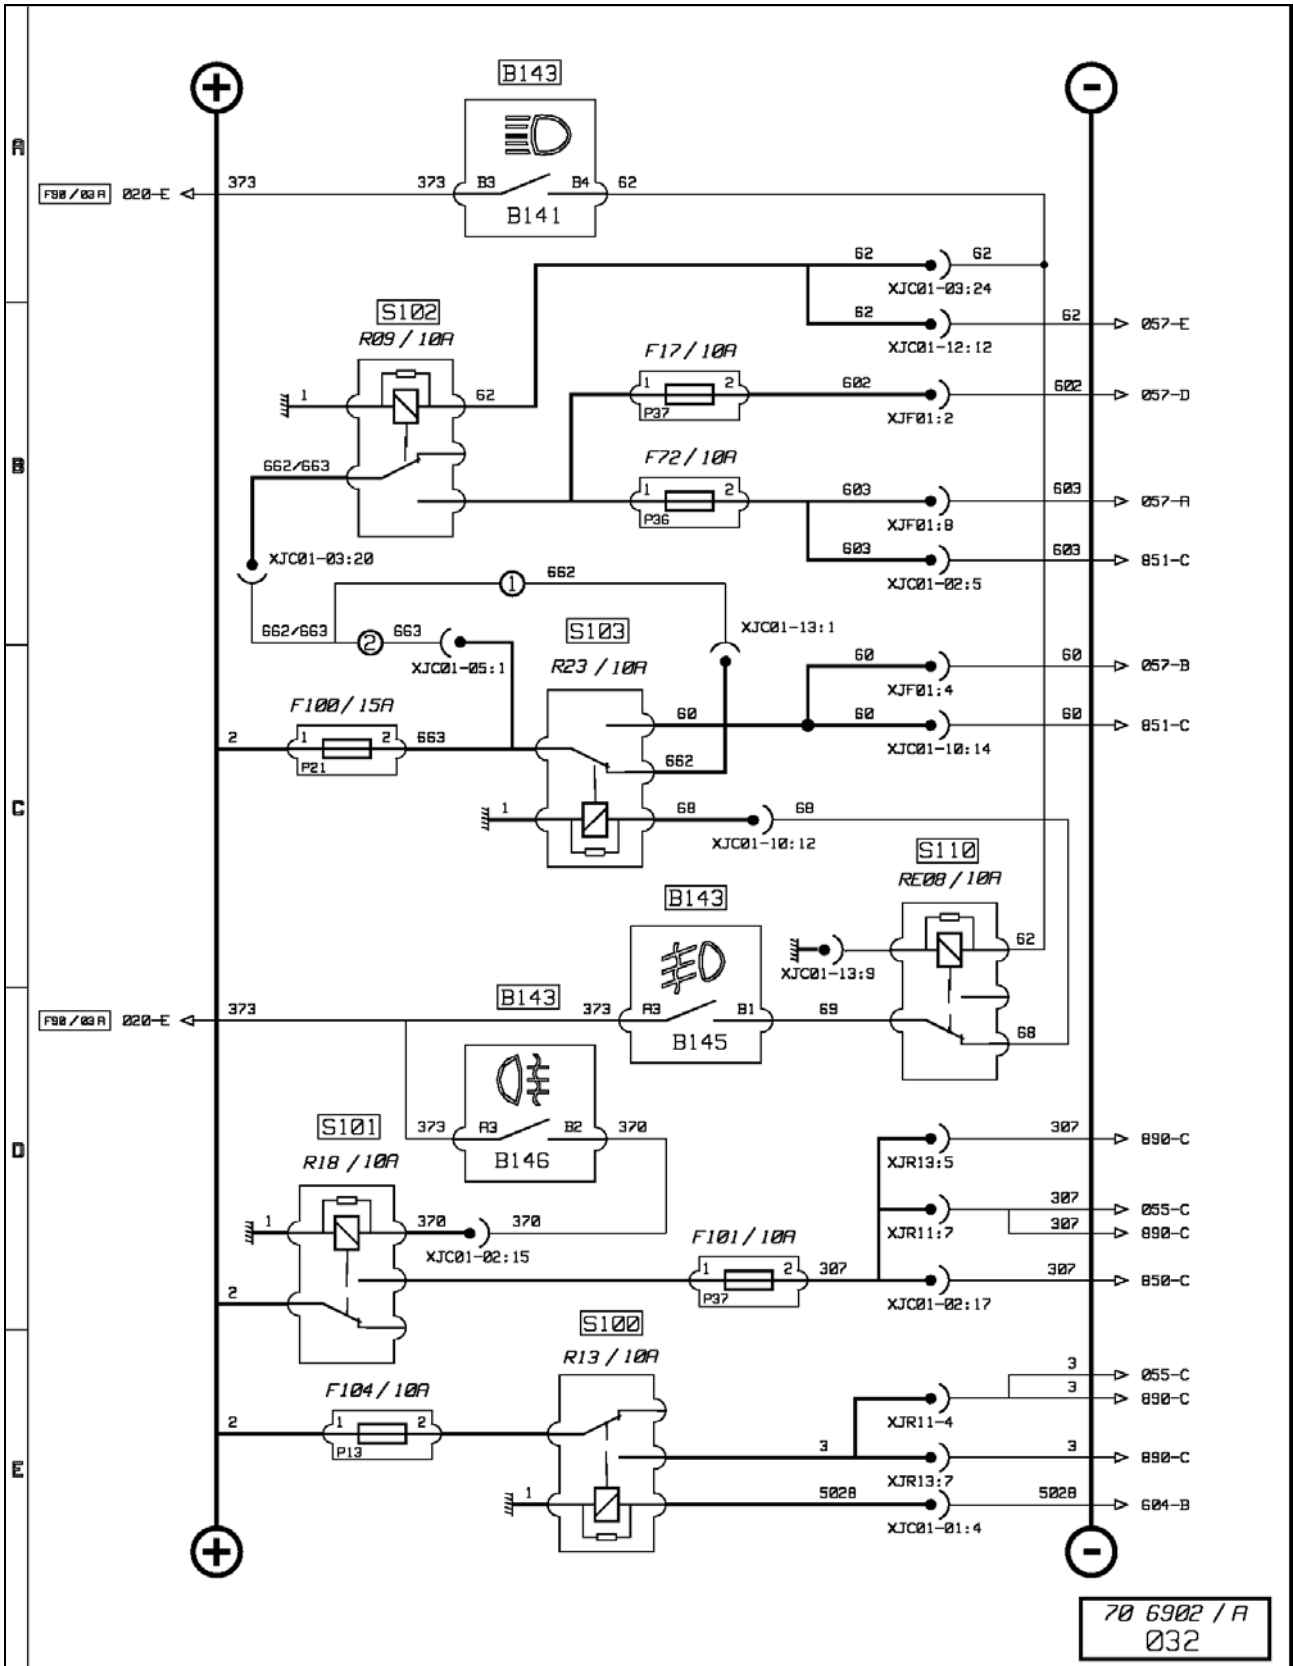 B143
A
F90/03A 020-E 373 373 B3 B4 62
B141
62 62
XJC01-03:24
S102
R09/10A
62 62 057-E
XJC01-12:12
F17/10A
1 62 1 2 602 602 057-D
P37 XJF01:2
B
662/663
F72/10A
1 2 603 603 057-A
P36 XJF01:8
XJC01-03:20
603 603 851-C
XJC01-02:5
1 662
662/663 2 663
XJC01-05:1
S103
XJC01-13:1
R23/10A
60 60 057-B
XJF01:4
F100/15A
2 1 2 663 60 60 60 851-C
P21 XJC01-10:14
662
C
1 68 68
XJC01-10:12
S110
RE08/10A
B143
62
XJC01-13:9
F90/03A 020-E 373 B143 373 A3 B1 69
B145
68
D
S101
373 A3 B2 370
B146
307 890-C
XJR13:5
R18/10A
1 370 370
XJC01-02:15
307 055-C
XJR11:7 307 890-C
F101/10A
2 1 2 307 307 850-C
P37 XJC01-02:17
S100
R13/10A
3 055-C
3 890-C
XJR11-4
F104/10A
2 1 2
P13
E
3 3 890-C
XJR13:7
1 5028 5028 604-B
XJC01-01:4
70 6902/A
032